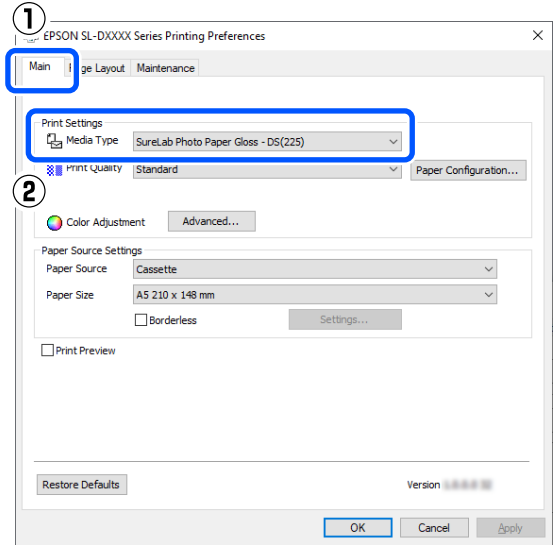 ①
EPSON SL-DXXXX Series Printing Preferences
Main Page Layout Maintenance
Print Settings
Media Type SureLab Photo Paper Gloss - DS(225)
Print Quality Standard Paper Configuration...
②
Color Adjustment Advanced...
Paper Source Settings
Paper Source Cassette
Paper Size A5 210 x 148 mm
Borderless Settings...
Print Preview
Restore Defaults Version
OK Cancel Apply